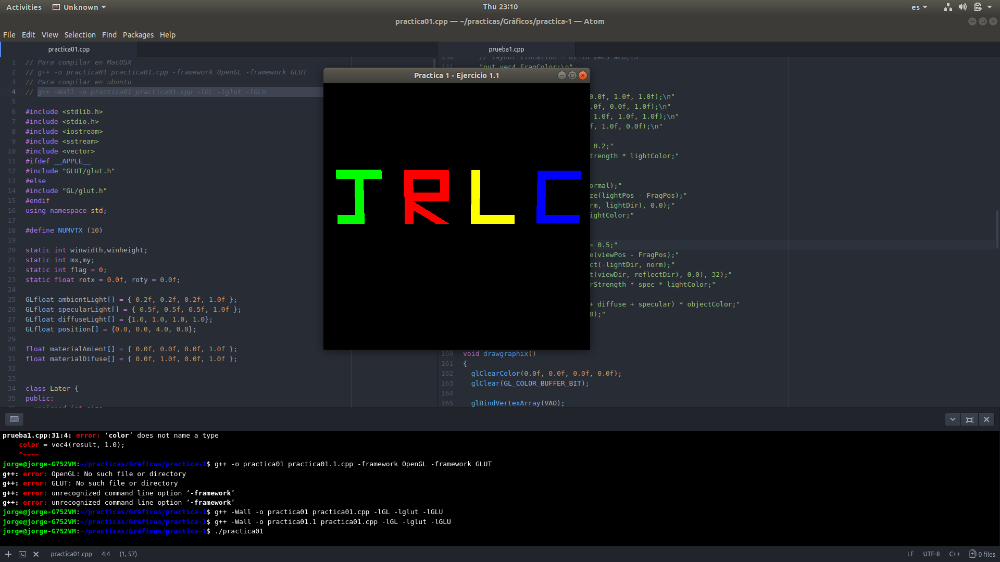 Activities Unknown Thu 23:10 es
practica01.cpp — ~/practicas/Gráficos/practica-1 — Atom
File Edit View Selection Find Packages Help
practica01.cpp
1 // Para compilar en MacOSX
2 // g++ -o practica01 practica01.cpp -framework OpenGL -framework GLUT
3 // Para compilar en ubuntu
4 // g++ -Wall -o practica01 practica01.cpp -lGL -lglut -lGLU
5
6 #include <stdlib.h>
7 #include <stdio.h>
8 #include <iostream>
9 #include <sstream>
10 #include <vector>
11 #ifdef __APPLE__
12 #include "GLUT/glut.h"
13 #else
14 #include "GL/glut.h"
15 #endif
16 using namespace std;
17
18 #define NUMVTX (10)
19
20 static int winwidth,winheight;
21 static int mx,my;
22 static int flag = 0;
23 static float rotx = 0.0f, roty = 0.0f;
24
25 GLfloat ambientLight[] = { 0.2f, 0.2f, 0.2f, 1.0f };
26 GLfloat specularLight[] = { 0.5f, 0.5f, 0.5f, 1.0f };
27 GLfloat diffuseLight[] = {1.0, 1.0, 1.0, 1.0};
28 GLfloat position[] = {0.0, 0.0, 4.0, 0.0};
29
30 float materialAmient[] = { 0.0f, 0.0f, 0.0f, 1.0f };
31 float materialDifuse[] = { 0.0f, 1.0f, 0.0f, 1.0f };
32
33
34 class Later {
35 public:
Practica 1 - Ejercicio 1.1
J R L C
prueba1.cpp
131 "out vec4 FragColor;\n"
0.0f, 1.0f, 1.0f);\n"
.0f, 0.0f, 1.0f);\n"
1.0f, 1.0f, 1.0f);\n"
f, 1.0f, 0.0f);\n"
0.2;"
trength * lightColor;"
ormal);"
ze(lightPos - FragPos);"
rm, lightDir), 0.0);"
ightColor;"
= 0.5;"
e(viewPos - FragPos);"
ct(-lightDir, norm);"
t(viewDir, reflectDir), 0.0), 32);"
rStrength * spec * lightColor;"
+ diffuse + specular) * objectColor;"
0);"
160 void drawgraphix()
161 {
162 glClearColor(0.0f, 0.0f, 0.0f, 0.0f);
163 glClear(GL_COLOR_BUFFER_BIT);
164
165 glBindVertexArray(VAO);
prueba1.cpp:31:4: error: ‘color’ does not name a type
color = vec4(result, 1.0);
^~~~~
jorge@jorge-G752VM:~/practicas/Gráficos/practica-1$ g++ -o practica01 practica01.1.cpp -framework OpenGL -framework GLUT
g++: error: OpenGL: No such file or directory
g++: error: GLUT: No such file or directory
g++: error: unrecognized command line option ‘-framework’
g++: error: unrecognized command line option ‘-framework’
jorge@jorge-G752VM:~/practicas/Gráficos/practica-1$ g++ -Wall -o practica01 practica01.cpp -lGL -lglut -lGLU
jorge@jorge-G752VM:~/practicas/Gráficos/practica-1$ g++ -Wall -o practica01.1 practica01.cpp -lGL -lglut -lGLU
jorge@jorge-G752VM:~/practicas/Gráficos/practica-1$ ./practica01
practica01.cpp 4:4 (1, 57) LF UTF-8 C++ 0 files